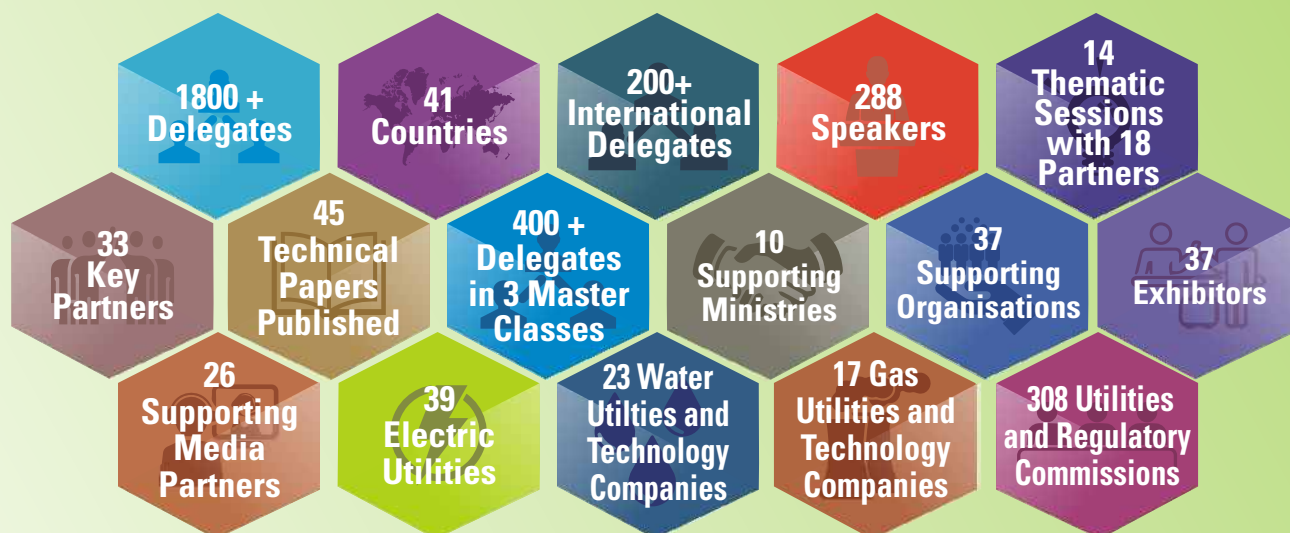 1800 +
Delegates
41
Countries
200+
International
Delegates
288
Speakers
14
Thematic
Sessions
with 18
Partners
33
Key
Partners
45
Technical
Papers
Published
400 +
Delegates
in 3 Master
Classes
10
Supporting
Ministries
37
Supporting
Organisations
37
Exhibitors
26
Supporting
Media
Partners
39
Electric
Utilities
23 Water
Utilties and
Technology
Companies
17 Gas
Utilities and
Technology
Companies
308 Utilities
and Regulatory
Commissions